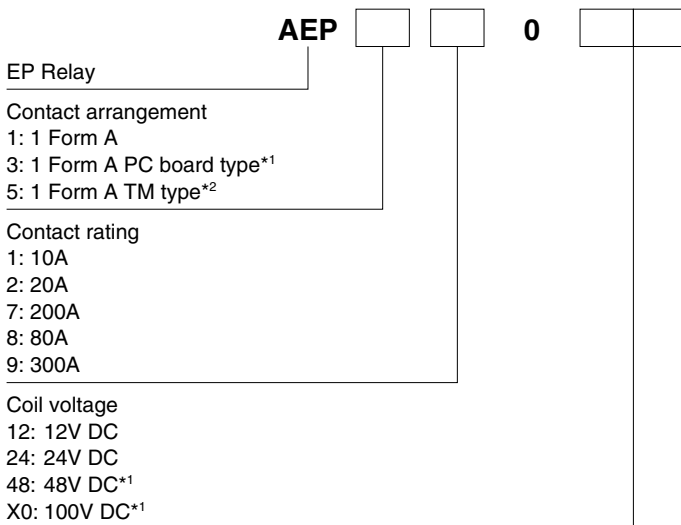 AEP 0
EP Relay
Contact arrangement
1: 1 Form A
3: 1 Form A PC board type*1
5: 1 Form A TM type*2
Contact rating
1: 10A
2: 20A
7: 200A
8: 80A
9: 300A
Coil voltage
12: 12V DC
24: 24V DC
48: 48V DC*1
X0: 100V DC*1